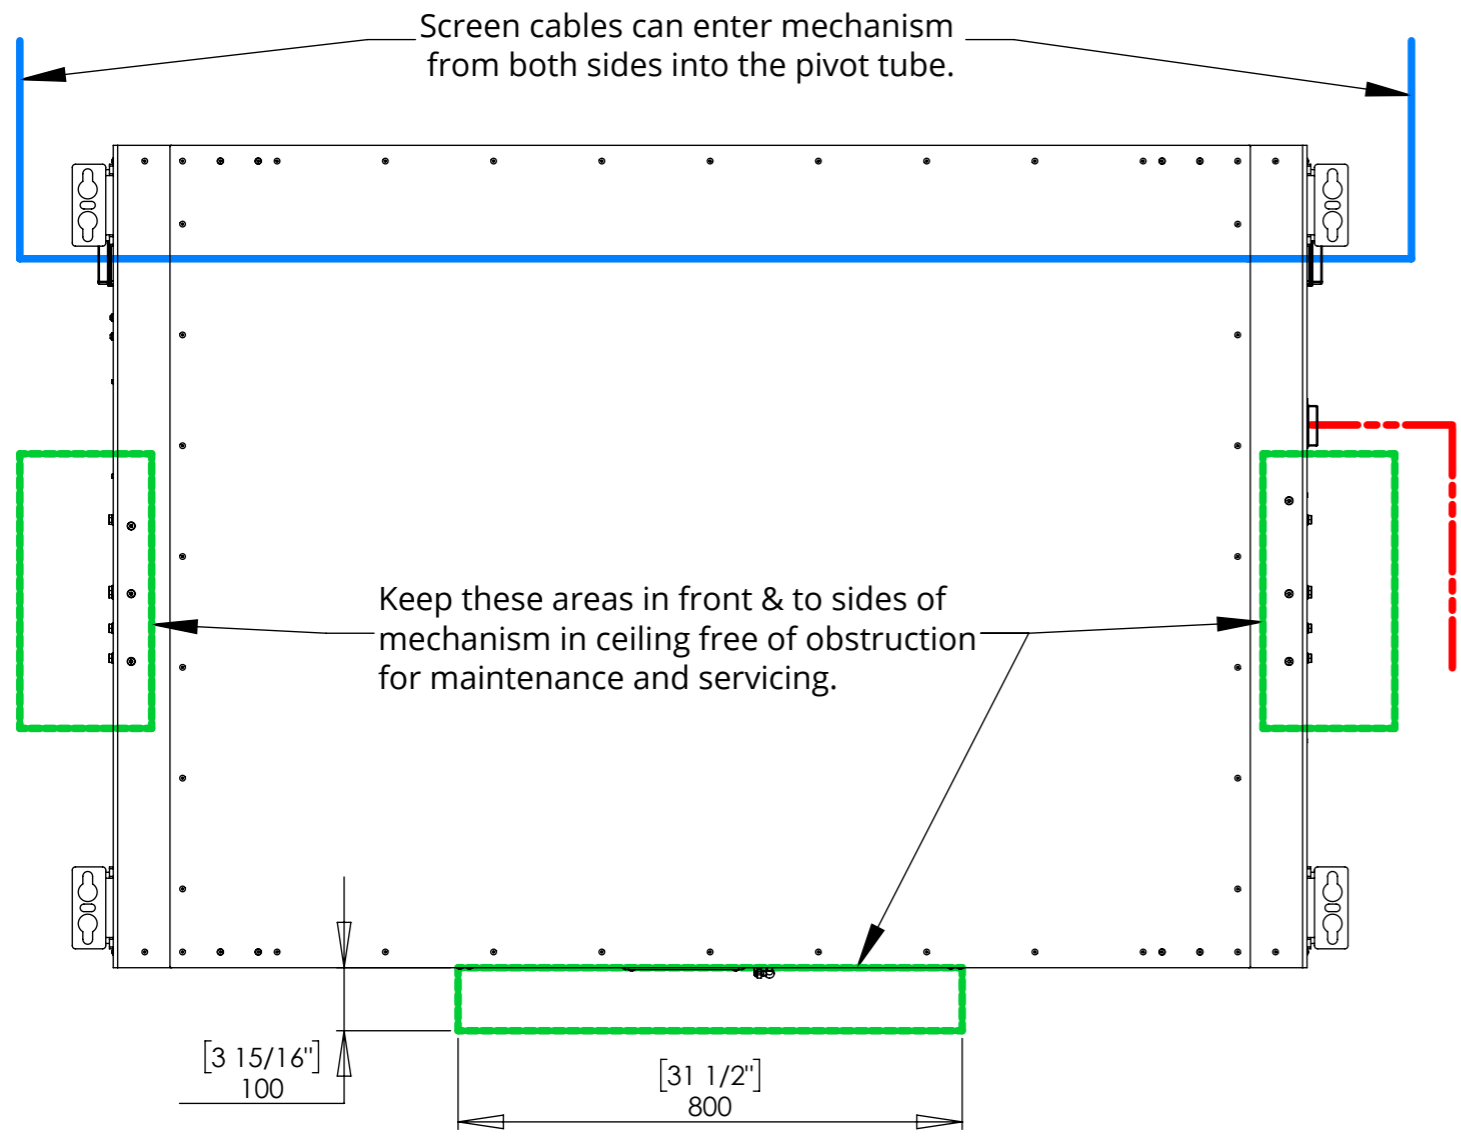 Screen cables can enter mechanism
from both sides into the pivot tube.
Keep these areas in front & to sides of
mechanism in ceiling free of obstruction
for maintenance and servicing.
[3 15/16"]
100
[31 1/2"]
800